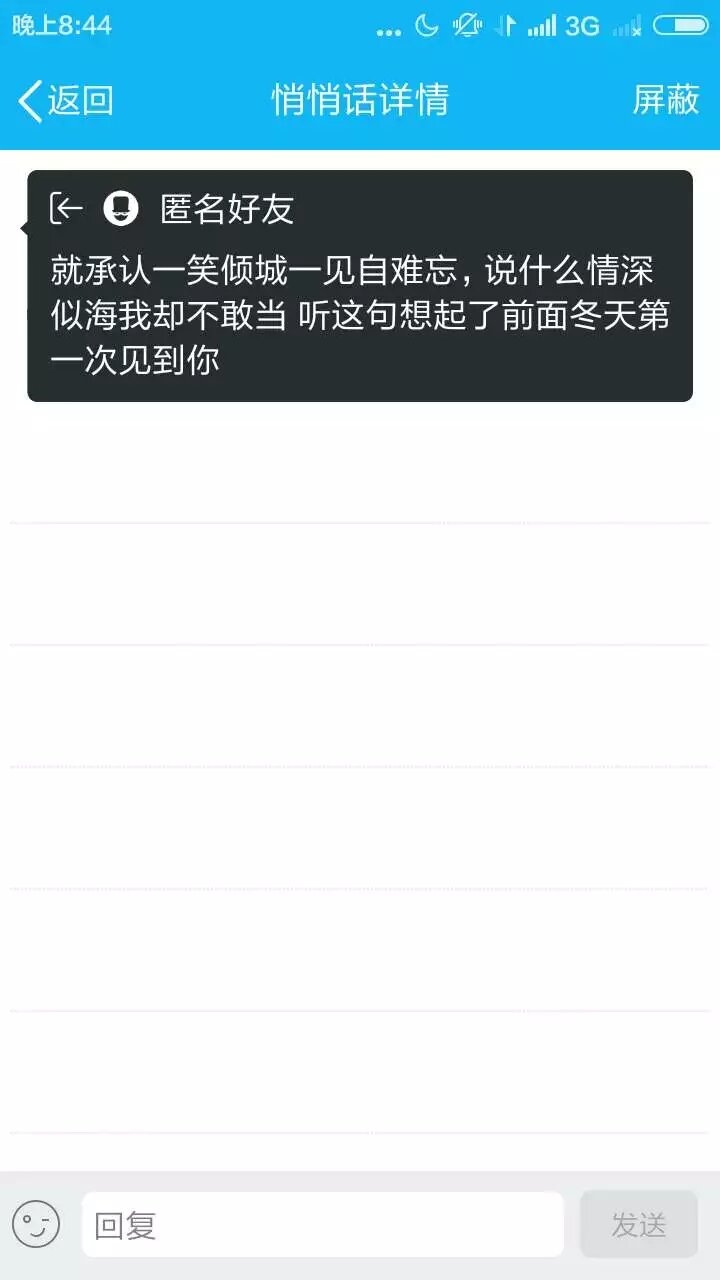 晚上8:44
3G
返回
悄悄话详情
屏蔽
匿名好友
就承认一笑倾城一见自难忘，说什么情深
似海我却不敢当 听这句想起了前面冬天第
一次见到你
回复
发送